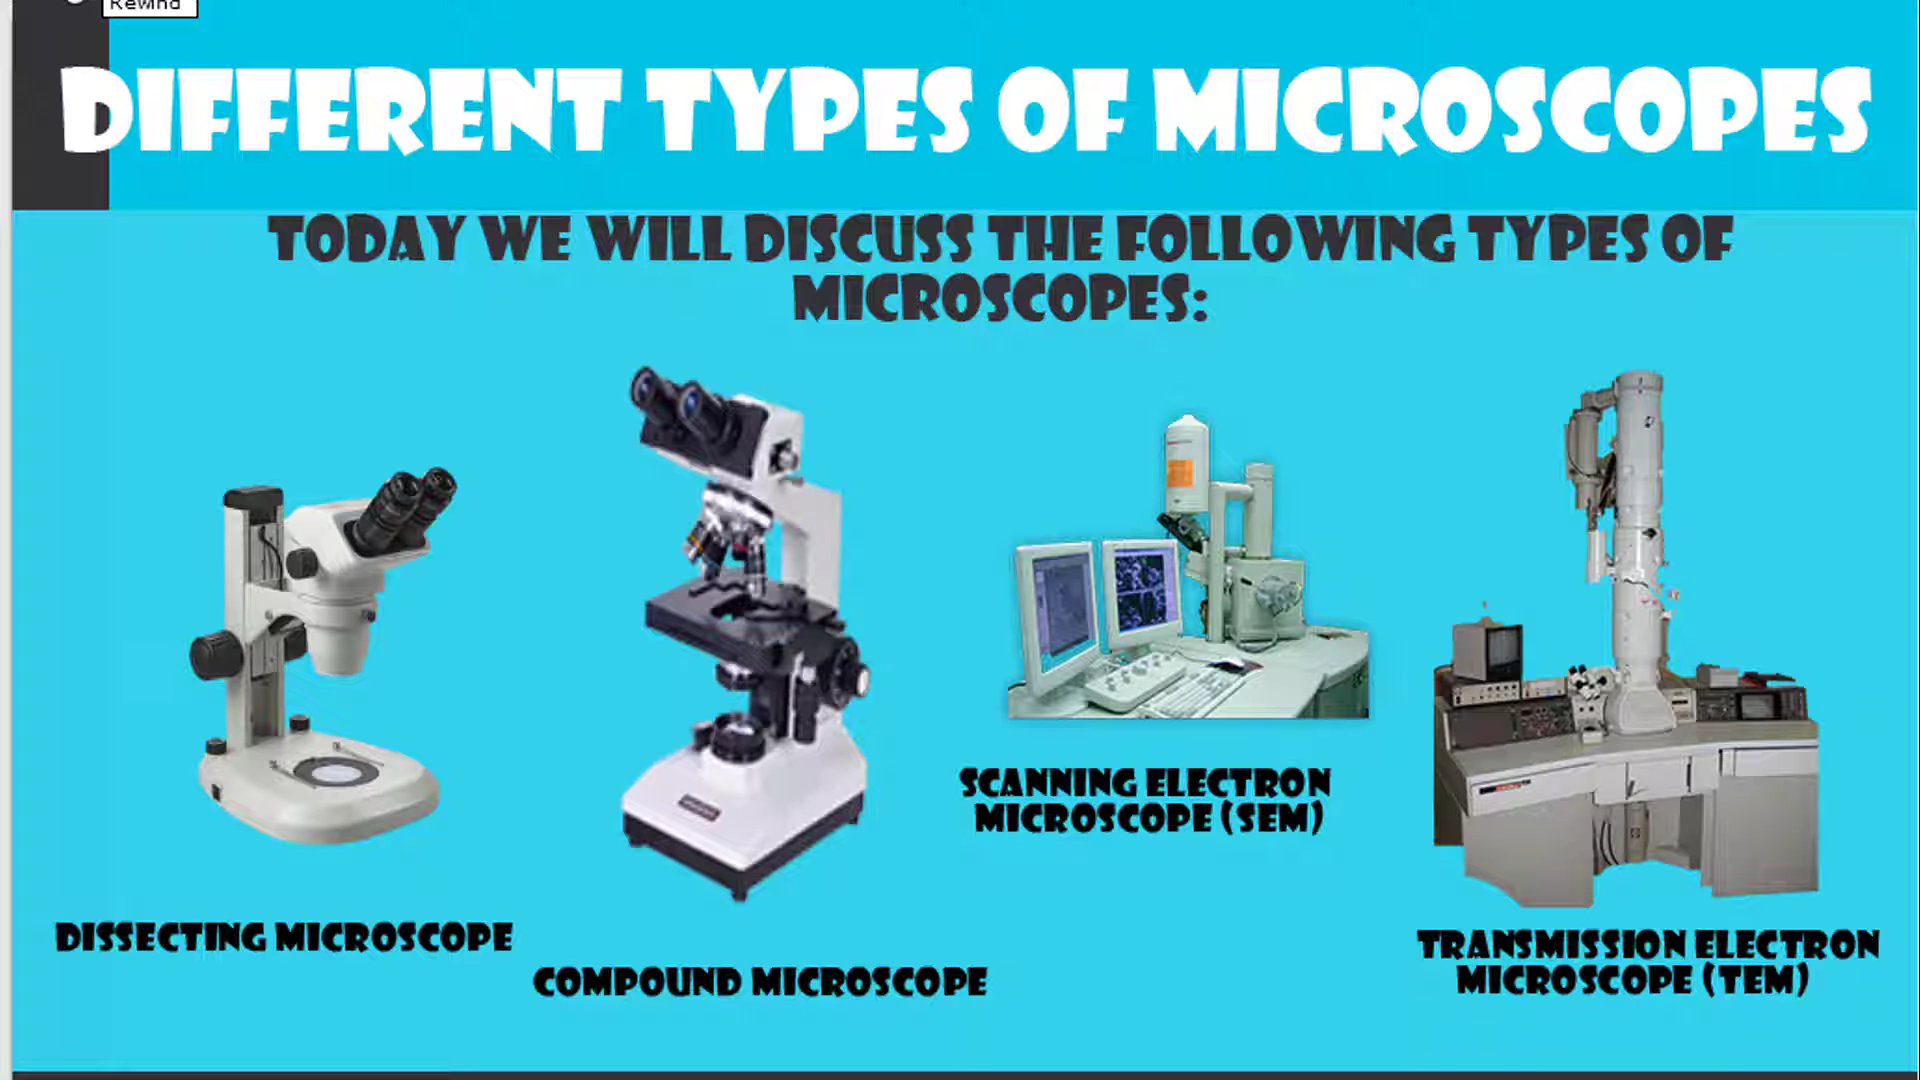 Rewind
DIFFERENT TYPES OF MICROSCOPES
TODAY WE WILL DISCUSS THE FOLLOWING TYPES OF
MICROSCOPES:
SCANNING ELECTRON
MICROSCOPE (SEM)
DISSECTING MICROSCOPE
TRANSMISSION ELECTRON
MICROSCOPE (TEM)
COMPOUND MICROSCOPE